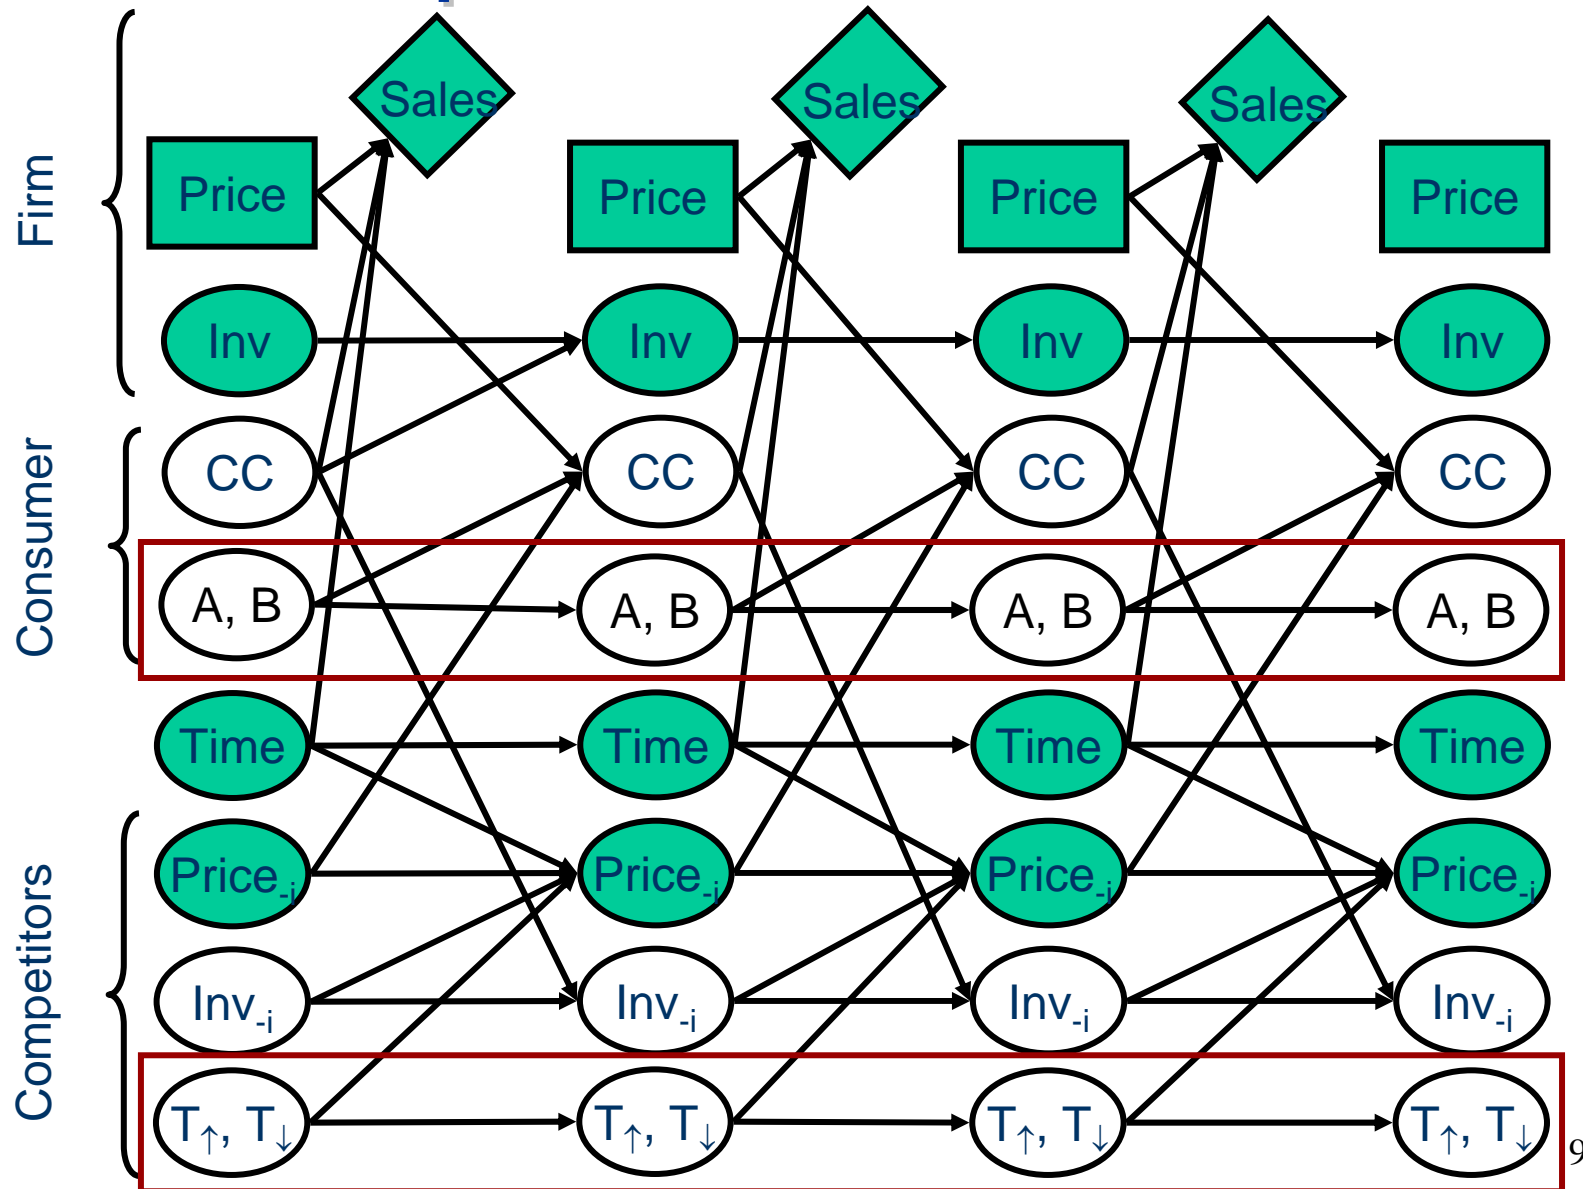 Sales Sales Sales
Firm
Price Price Price Price
Inv Inv Inv Inv
Consumer
CC CC CC CC
A, B A, B A, B A, B
Time Time Time Time
Competitors
Price-i Price-i Price-i Price-i
Inv-i Inv-i Inv-i Inv-i
T↑, T↓ T↑, T↓ T↑, T↓ T↑, T↓
9